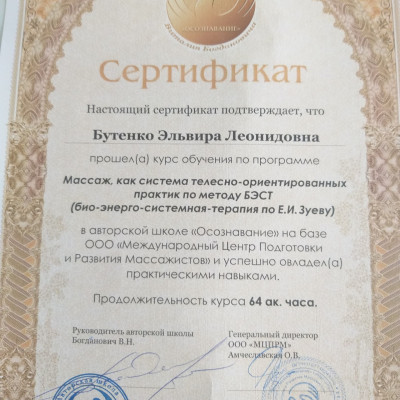 «ОСОЗНАВАНИЕ»
Сертификат
Настоящий сертификат подтверждает, что
Бутенко Эльвира Леонидовна
прошел(а) курс обучения по программе
Массаж, как система телесно-ориентированных
практик по методу БЭСТ
(био-энерго-системная-терапия по Е.И. Зуеву)
в авторской школе «Осознавание» на базе
ООО «Международный Центр Подготовки
и Развития Массажистов» и успешно овладел(а)
практическими навыками.
Продолжительность курса 64 ак. часа.
Руководитель авторской школы
Богданович В.Н.
Генеральный директор
ООО «МЦПРМ»
Амчеславская О.В.